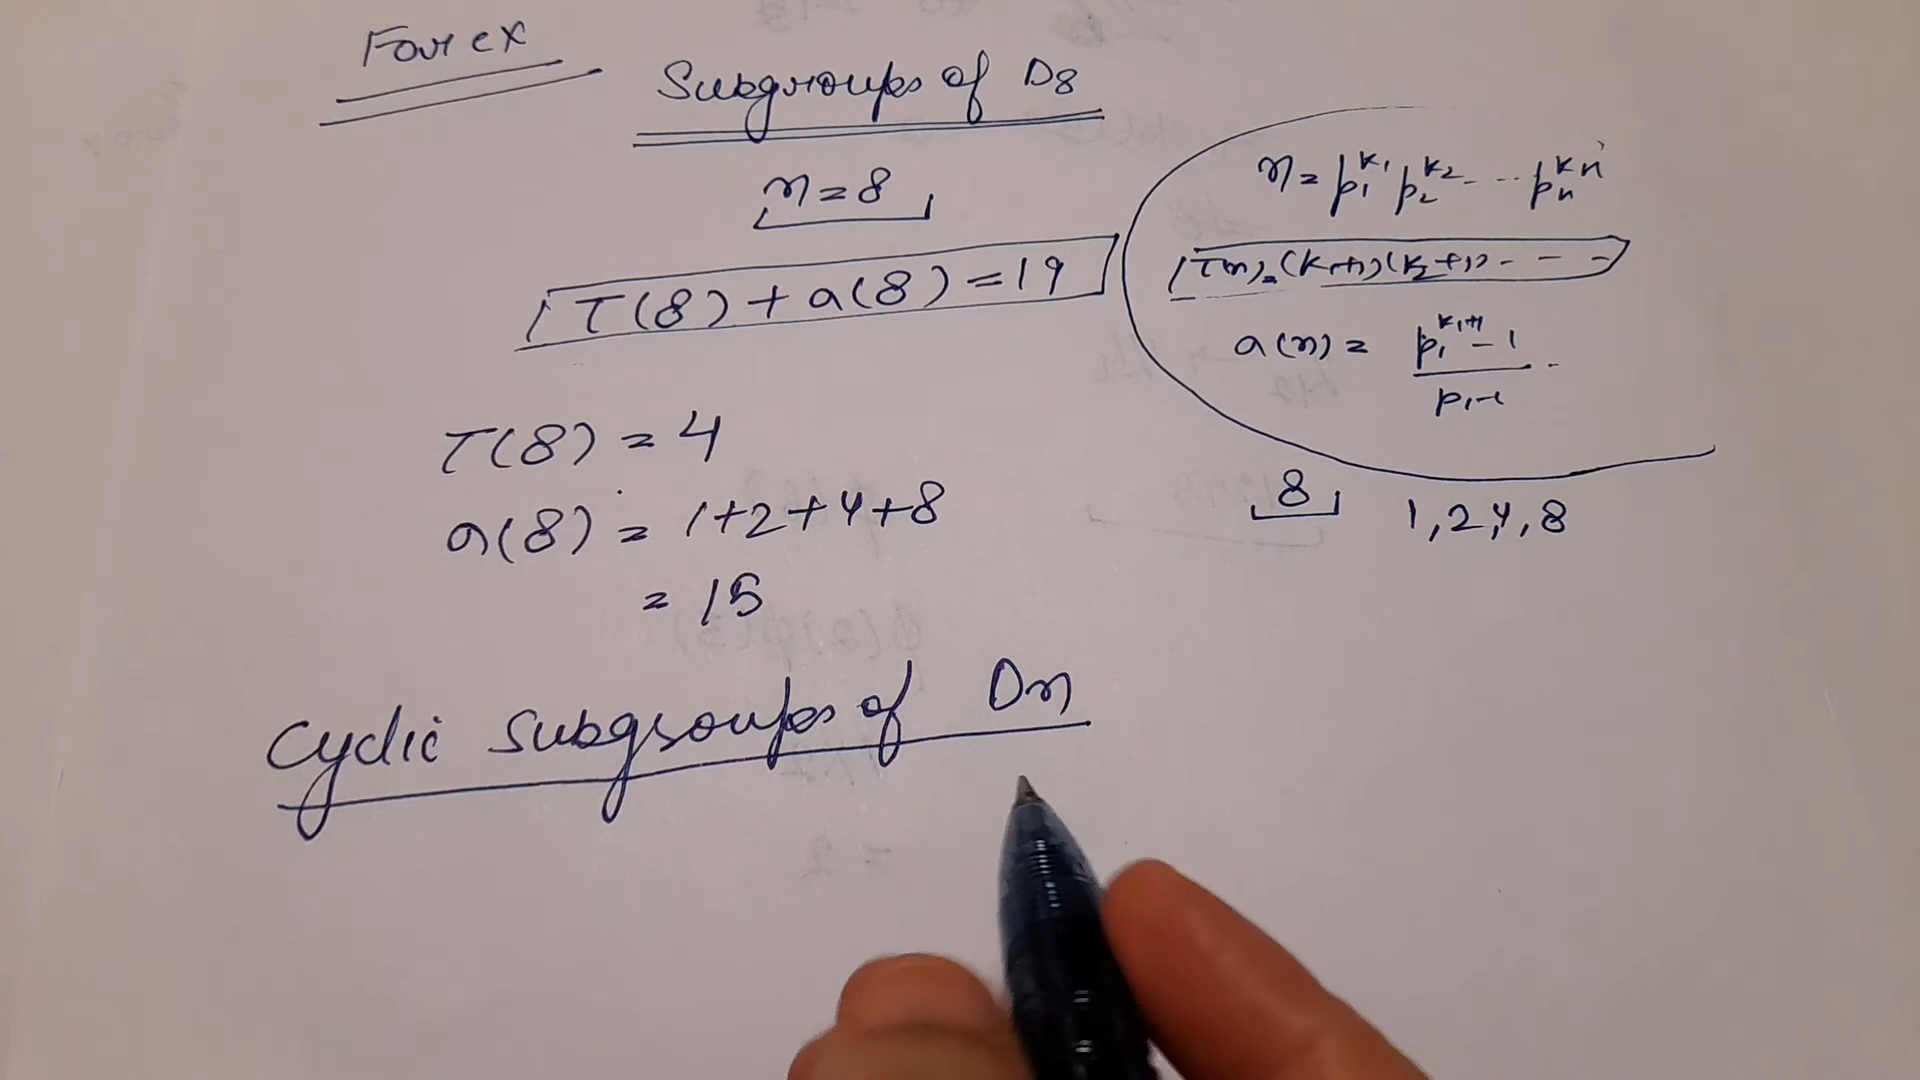 For ex
Subgroups of D8
n=8
τ(8) + σ(8) = 19
n = p₁^k₁ p₂^k₂ - - - pₙ^kₙ
τ(n) = (k₁+1)(k₂+1) - - -
σ(n) = (p₁^(k₁+1) - 1)/(p₁-1) - -
τ(8) = 4
σ(8) = 1+2+4+8
= 15
8 1,2,4,8
Cyclic Subgroups of Dn